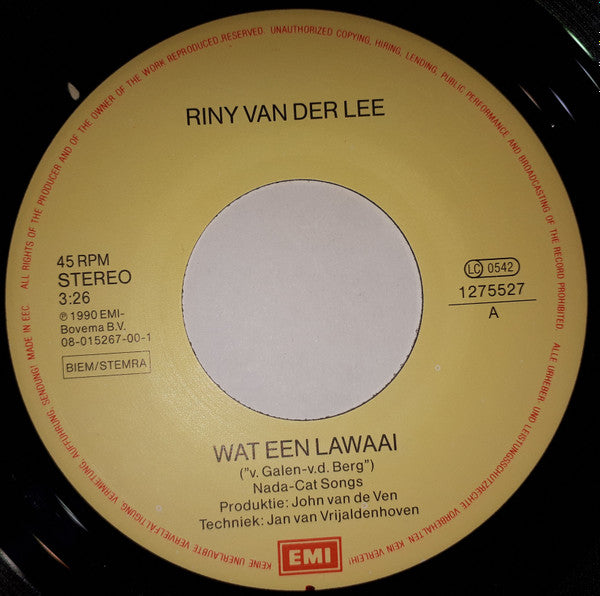 ALL RIGHTS OF THE PRODUCER AND OF THE OWNER OF THE WORK REPRODUCED, RESERVED. UNAUTHORIZED COPYING, HIRING, LENDING, PUBLIC PERFORMANCE AND BROADCASTING OF THE RECORD PROHIBITED.
RINY VAN DER LEE
45 RPM
STEREO
3:26
℗ 1990 EMI-
Bovema B.V.
08-015267-00-1
BIEM/STEMRA
LC 0542
1275527
A
WAT EEN LAWAAI
("v. Galen-v.d. Berg")
Nada-Cat Songs
Produktie: John van de Ven
Techniek: Jan van Vrijaldenhoven
EMI
ALLE URHEBER- UND LEISTUNGSSCHUTZRECHTE VORBEHALTEN KEIN VERLEIH! KEINE UNERLAUBTE VERVIELFÄLTIGUNG, VERMIETUNG, AUFFÜHRUNG, SENDUNG! MADE IN EEC.